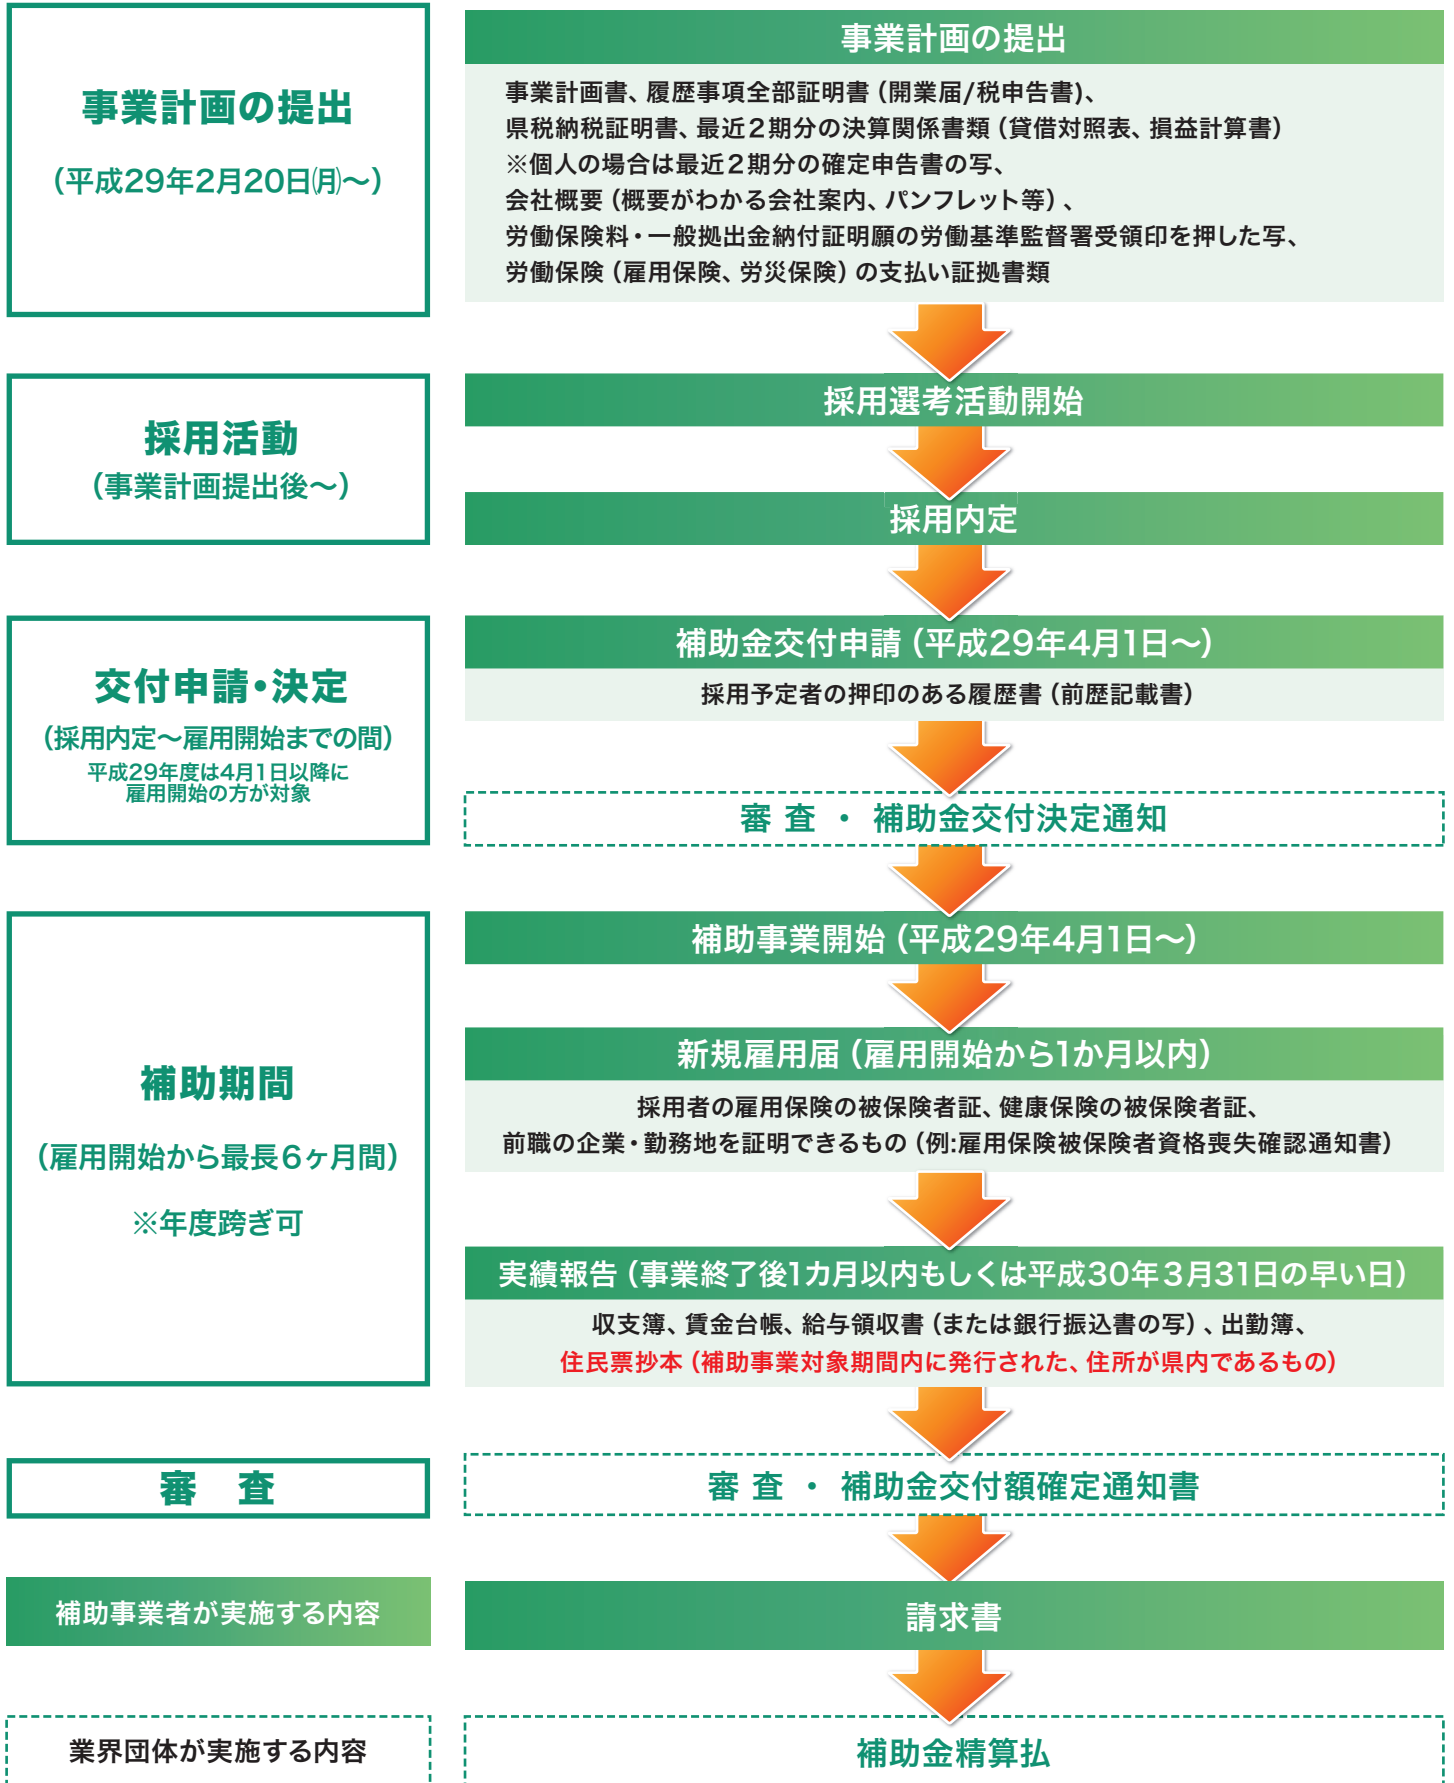 事業計画の提出
（平成29年2月20日㈪〜）
事業計画の提出
事業計画書、履歴事項全部証明書（開業届/税申告書)、
県税納税証明書、最近２期分の決算関係書類（貸借対照表、損益計算書）
※個人の場合は最近２期分の確定申告書の写、
会社概要（概要がわかる会社案内、パンフレット等）、
労働保険料・一般拠出金納付証明願の労働基準監督署受領印を押した写、
労働保険（雇用保険、労災保険）の支払い証拠書類
採用活動
（事業計画提出後〜）
採用選考活動開始
採用内定
交付申請・決定
（採用内定〜雇用開始までの間）
平成29年度は4月1日以降に
雇用開始の方が対象
補助金交付申請（平成29年4月1日〜）
採用予定者の押印のある履歴書（前歴記載書）
審 査 ・ 補助金交付決定通知
補助期間
（雇用開始から最長６ヶ月間）
※年度跨ぎ可
補助事業開始（平成29年4月1日〜）
新規雇用届（雇用開始から1か月以内）
採用者の雇用保険の被保険者証、健康保険の被保険者証、
前職の企業・勤務地を証明できるもの（例:雇用保険被保険者資格喪失確認通知書）
実績報告（事業終了後1カ月以内もしくは平成30年３月31日の早い日）
収支簿、賃金台帳、給与領収書（または銀行振込書の写）、出勤簿、
住民票抄本（補助事業対象期間内に発行された、住所が県内であるもの）
審 査
審 査 ・ 補助金交付額確定通知書
補助事業者が実施する内容
請求書
業界団体が実施する内容
補助金精算払